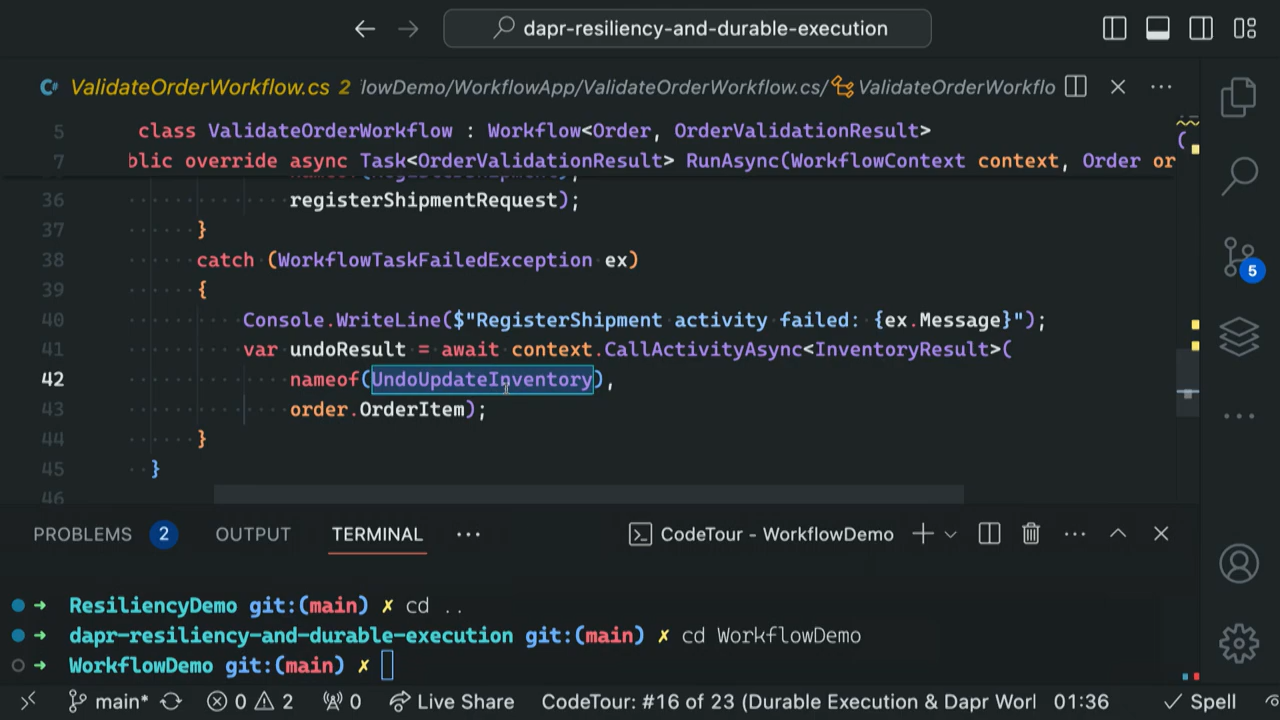 dapr-resiliency-and-durable-execution
ValidateOrderWorkflow.cs 2 lowDemo/WorkflowApp/ValidateOrderWorkflow.cs/ ValidateOrderWorkflo
5 class ValidateOrderWorkflow : Workflow<Order, OrderValidationResult>
7 blic override async Task<OrderValidationResult> RunAsync(WorkflowContext context, Order or
36 registerShipmentRequest);
37 }
38 catch (WorkflowTaskFailedException ex)
39 {
40 Console.WriteLine($"RegisterShipment activity failed: {ex.Message}");
41 var undoResult = await context.CallActivityAsync<InventoryResult>(
42 nameof(UndoUpdateInventory),
43 order.OrderItem);
44 }
45 }
46
PROBLEMS 2 OUTPUT TERMINAL ··· CodeTour - WorkflowDemo
ResiliencyDemo git:(main) ✗ cd ..
dapr-resiliency-and-durable-execution git:(main) ✗ cd WorkflowDemo
WorkflowDemo git:(main) ✗
main* 0 2 0 Live Share CodeTour: #16 of 23 (Durable Execution & Dapr Worl 01:36 Spell
5